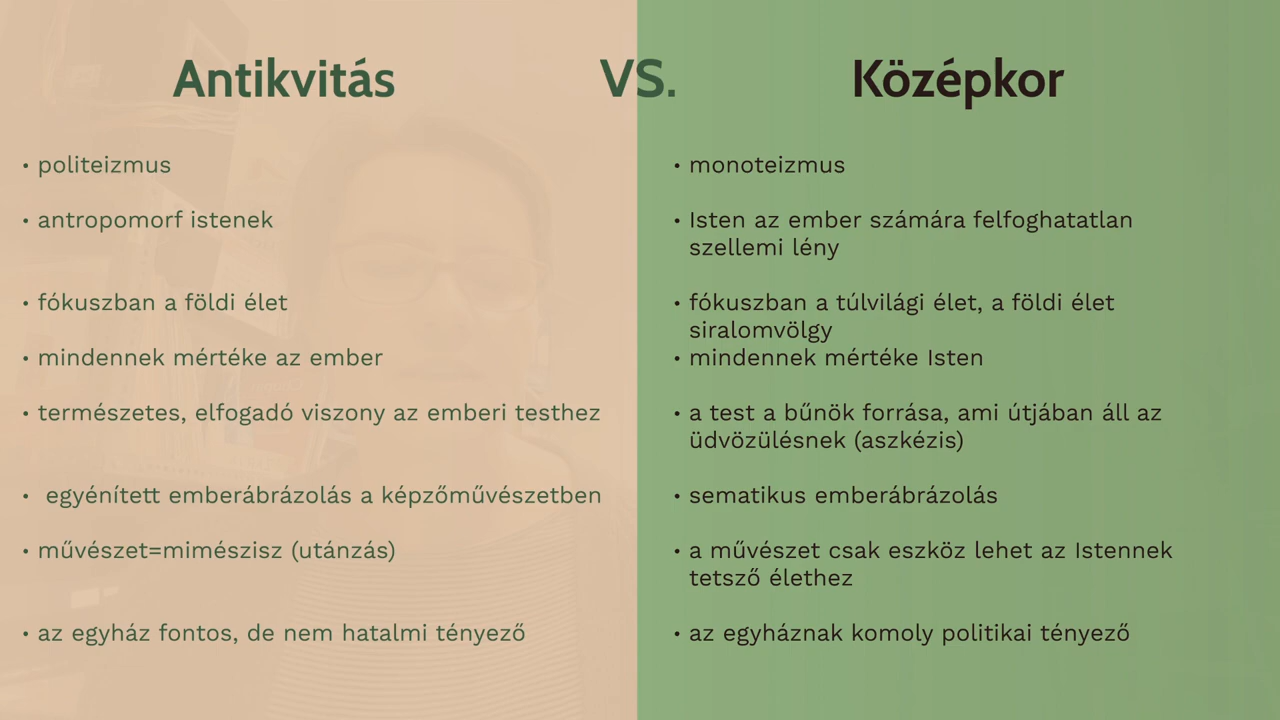 Antikvitás
VS.
Középkor
• politeizmus
• antropomorf istenek
• fókuszban a földi élet
• mindennek mértéke az ember
• természetes, elfogadó viszony az emberi testhez
• egyénített emberábrázolás a képzőművészetben
• művészet=mimészisz (utánzás)
• az egyház fontos, de nem hatalmi tényező
• monoteizmus
• Isten az ember számára felfoghatatlan
szellemi lény
• fókuszban a túlvilági élet, a földi élet
siralomvölgy
• mindennek mértéke Isten
• a test a bűnök forrása, ami útjában áll az
üdvözülésnek (aszkézis)
• sematikus emberábrázolás
• a művészet csak eszköz lehet az Istennek
tetsző élethez
• az egyháznak komoly politikai tényező